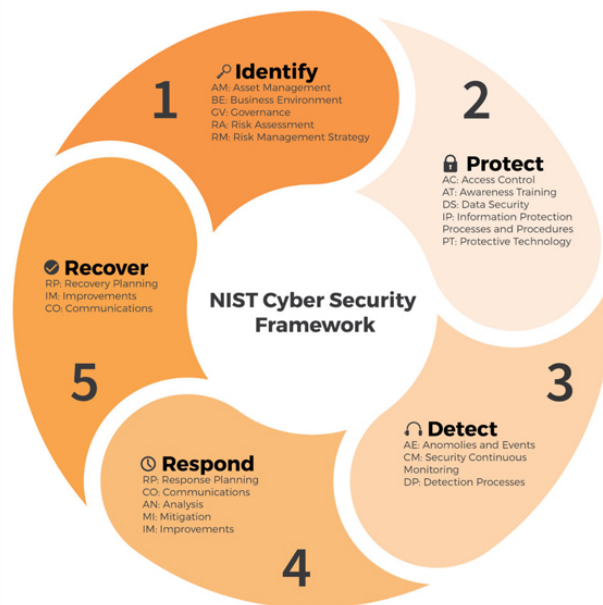 1
Identify
AM: Asset Management
BE: Business Environment
GV: Governance
RA: Risk Assessment
RM: Risk Management Strategy
2
Protect
AC: Access Control
AT: Awareness Training
DS: Data Security
IP: Information Protection
Processes and Procedures
PT: Protective Technology
NIST Cyber Security
Framework
3
Detect
AE: Anomolies and Events
CM: Security Continuous
Monitoring
DP: Detection Processes
4
Respond
RP: Response Planning
CO: Communications
AN: Analysis
MI: Mitigation
IM: Improvements
5
Recover
RP: Recovery Planning
IM: Improvements
CO: Communications